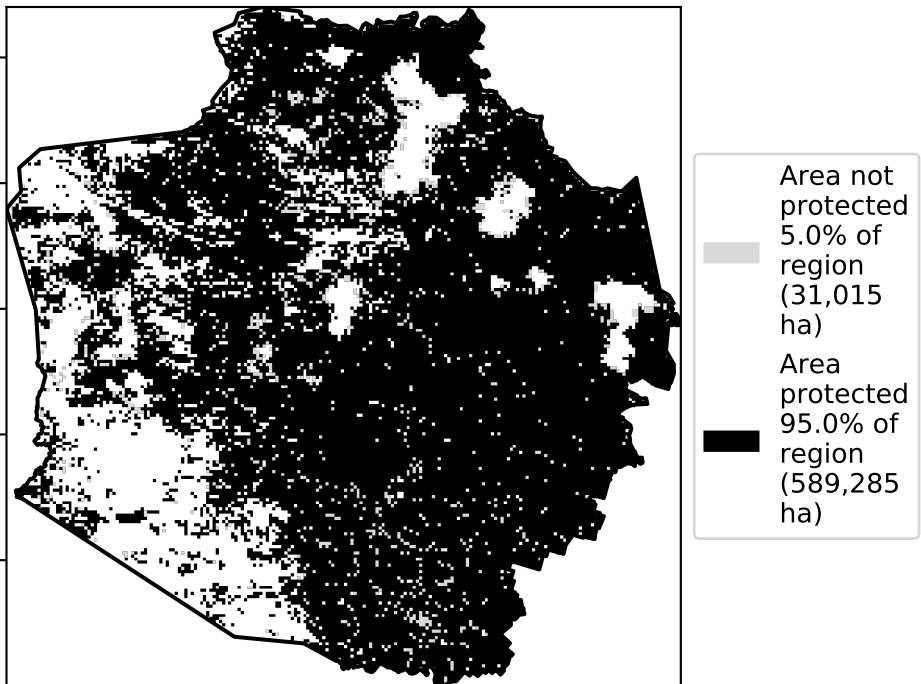 Area not
protected
5.0% of
region
(31,015
ha)
Area
protected
95.0% of
region
(589,285
ha)